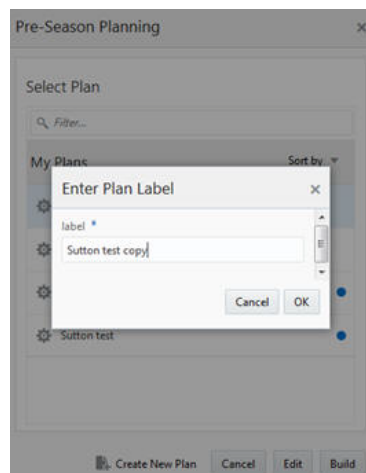 Pre-Season Planning
Select Plan
Filter...
My Plans Sort by
Enter Plan Label
label *
Sutton test copy
Cancel OK
Sutton test
Create New Plan Cancel Edit Build